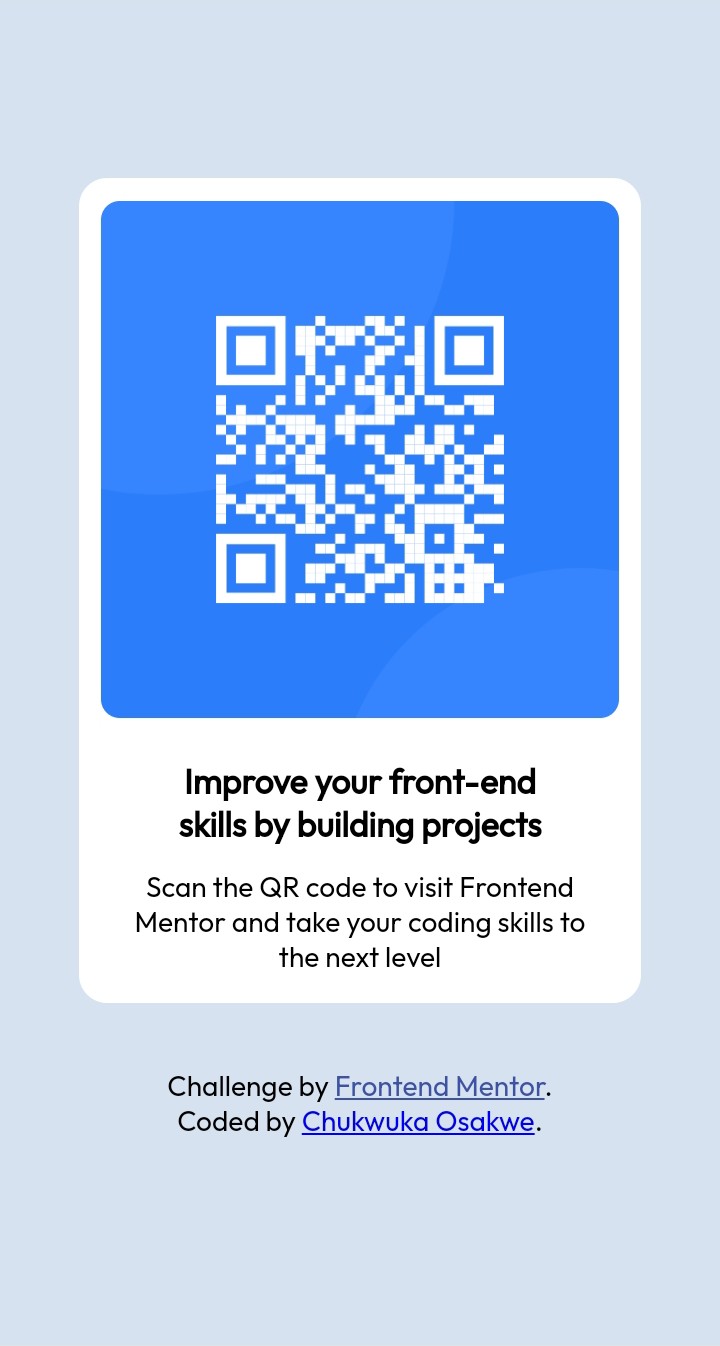 Improve your front-end
skills by building projects
Scan the QR code to visit Frontend
Mentor and take your coding skills to
the next level
Challenge by Frontend Mentor.
Coded by Chukwuka Osakwe.